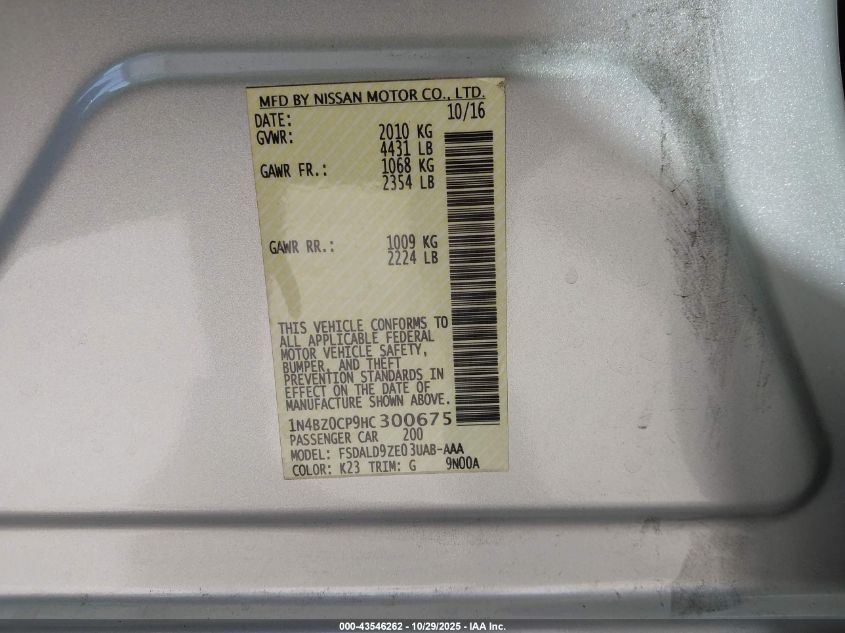 MFD BY NISSAN MOTOR CO., LTD.
DATE: 10/16
GVWR: 2010 KG
4431 LB
GAWR FR.: 1068 KG
2354 LB
GAWR RR.: 1009 KG
2224 LB
THIS VEHICLE CONFORMS TO
ALL APPLICABLE FEDERAL
MOTOR VEHICLE SAFETY,
BUMPER, AND THEFT
PREVENTION STANDARDS IN
EFFECT ON THE DATE OF
MANUFACTURE SHOWN ABOVE.
1N4BZ0CP9HC300675
PASSENGER CAR 200
MODEL: FSDALD9ZE03UAB-AAA
COLOR: K23 TRIM: G 9N00A
000-43546262 - 10/29/2025 - IAA Inc.